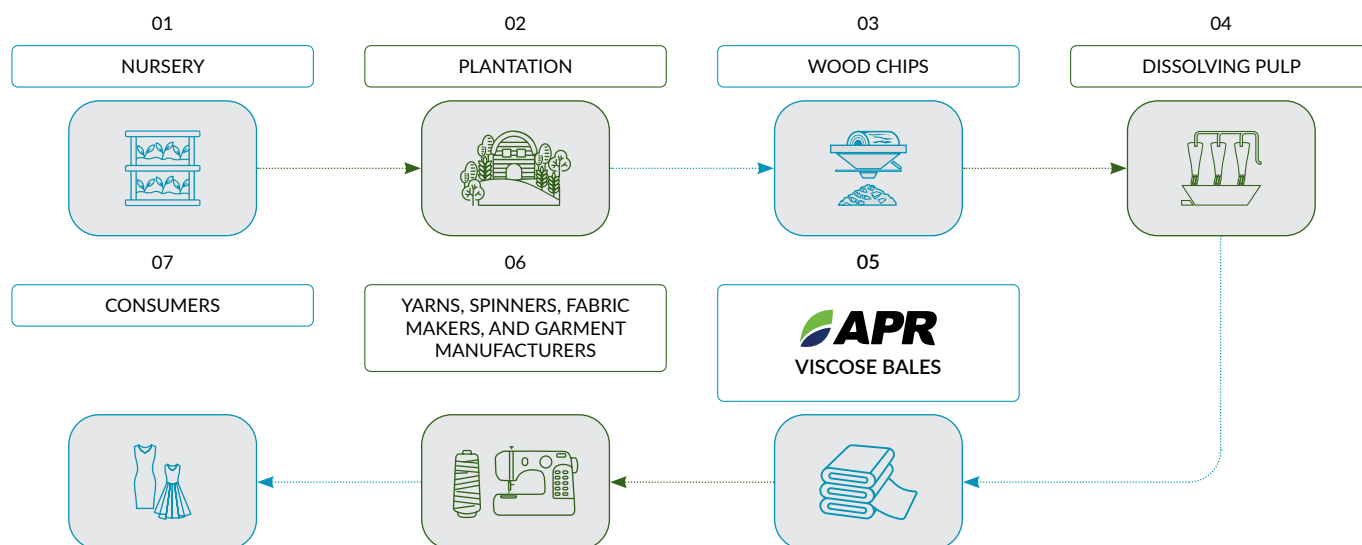 01
NURSERY
02
PLANTATION
03
WOOD CHIPS
04
DISSOLVING PULP
07
CONSUMERS
06
YARNS, SPINNERS, FABRIC
MAKERS, AND GARMENT
MANUFACTURERS
05
APR
VISCOSE BALES